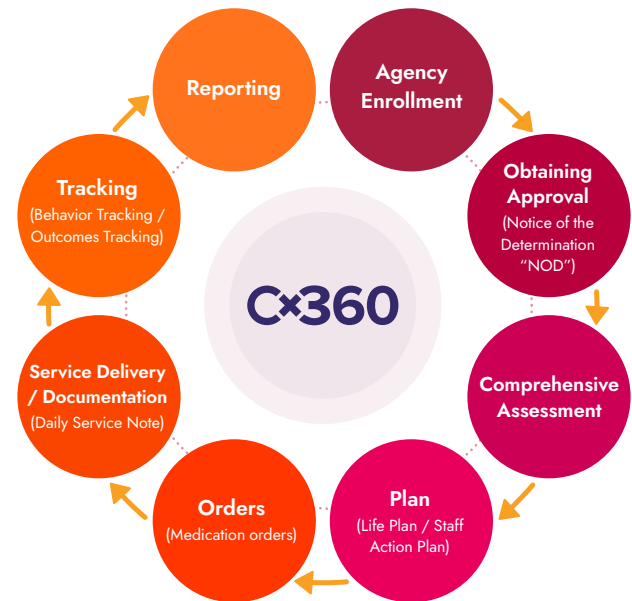 Agency
Enrollment
Obtaining
Approval
(Notice of the
Determination
“NOD”)
Comprehensive
Assessment
Plan
(Life Plan / Staff
Action Plan)
Orders
(Medication orders)
Service Delivery
/ Documentation
(Daily Service Note)
Tracking
(Behavior Tracking /
Outcomes Tracking)
Reporting
Cx360